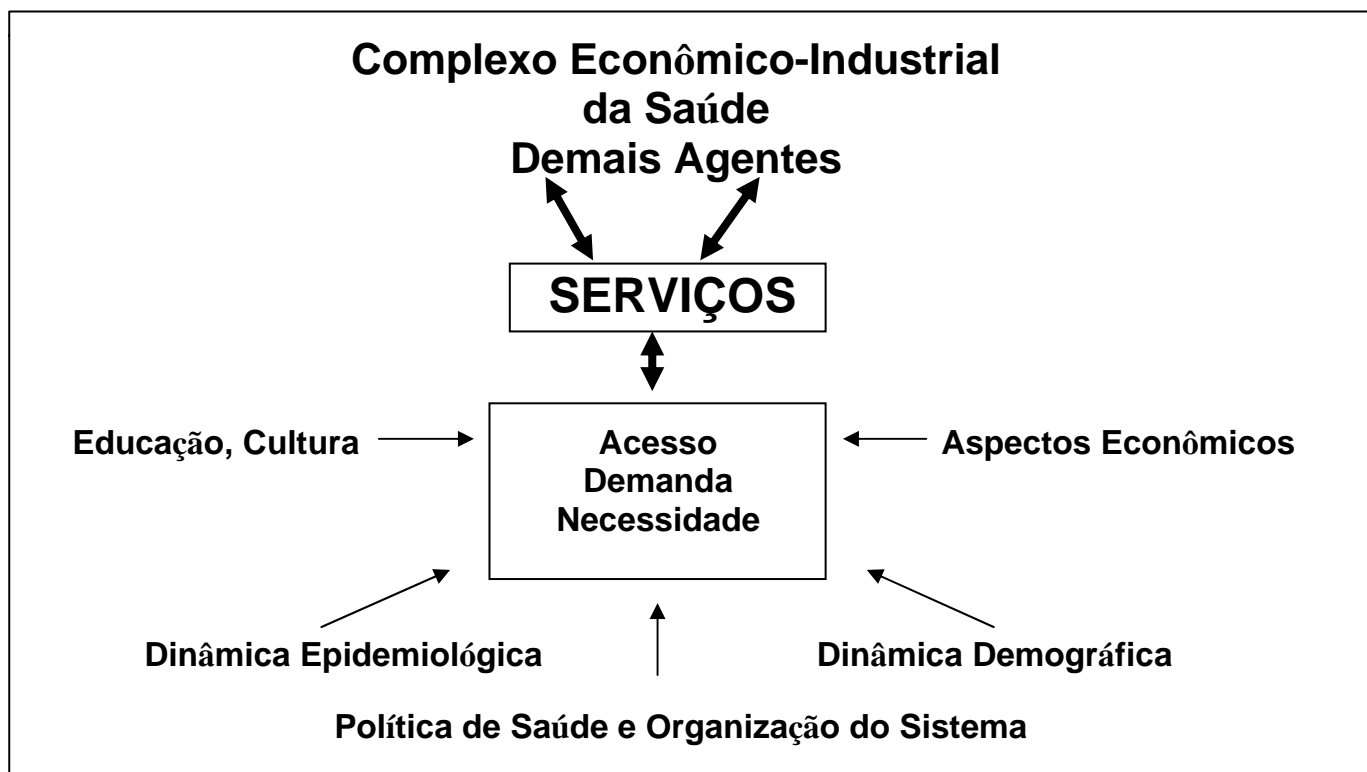 Complexo Econômico-Industrial
da Saúde
Demais Agentes
SERVIÇOS
Educação, Cultura
Acesso
Demanda
Necessidade
Aspectos Econômicos
Dinâmica Epidemiológica
Dinâmica Demográfica
Política de Saúde e Organização do Sistema